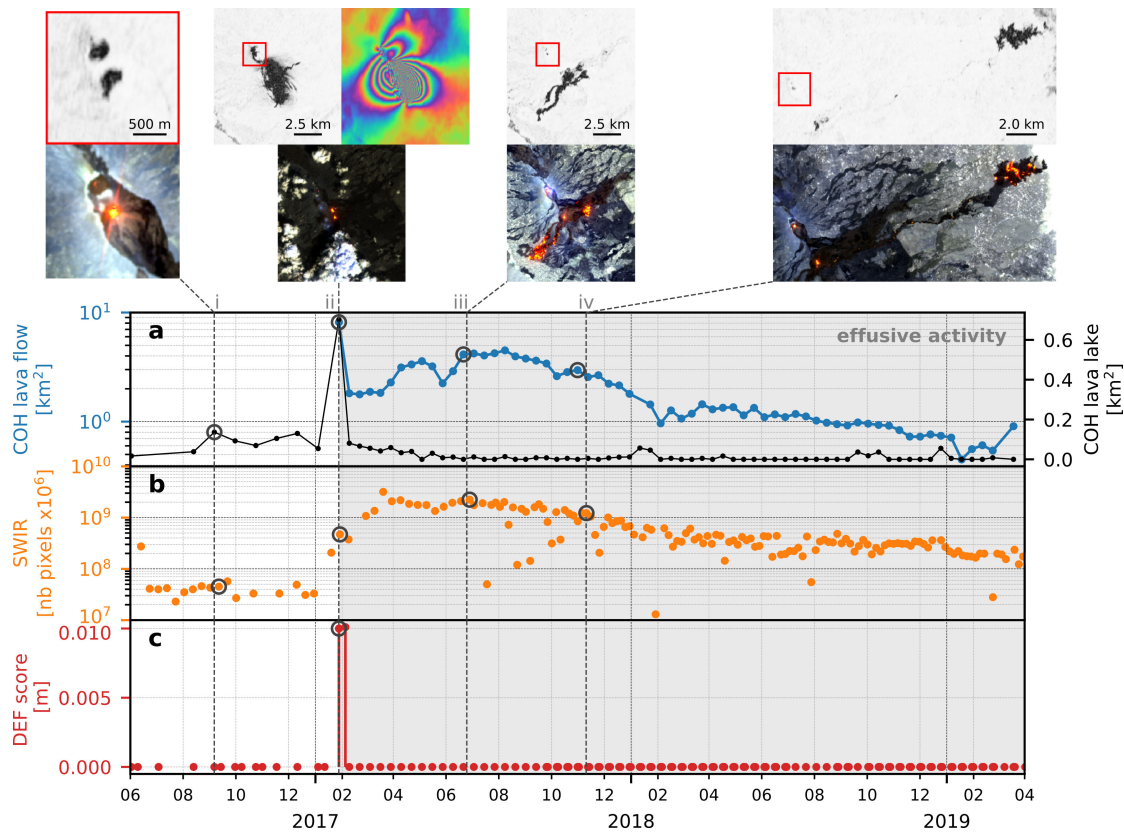 500 m
2.5 km
2.5 km
2.0 km
i
ii
iii
iv
a
effusive activity
COH lava flow
[km²]
10¹
10⁰
0.6
0.4
0.2
0.0
COH lava lake
[km²]
b
SWIR
[nb pixels x10⁶]
10¹⁰
10⁹
10⁸
10⁷
c
DEF score
[m]
0.010
0.005
0.000
06 08 10 12 02 04 06 08 10 12 02 04 06 08 10 12 02 04
2017 2018 2019